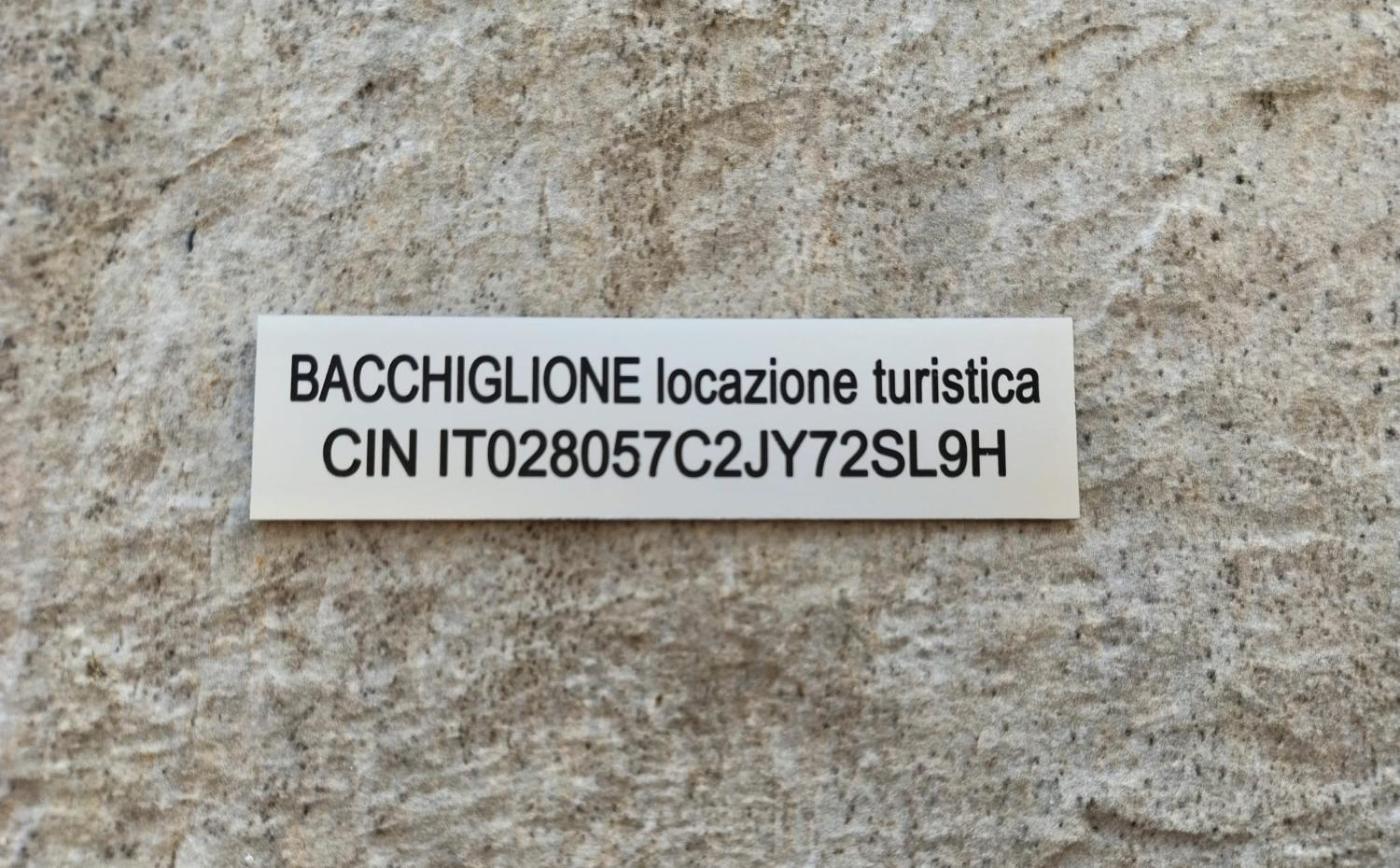 BACCHIGLIONE locazione turistica
CIN IT028057C2JY72SL9H